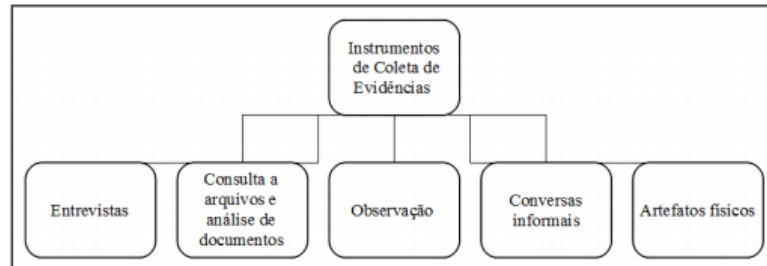 Instrumentos
de Coleta de
Evidências
Entrevistas
Consulta a
arquivos e
análise de
documentos
Observação
Conversas
informais
Artefatos físicos